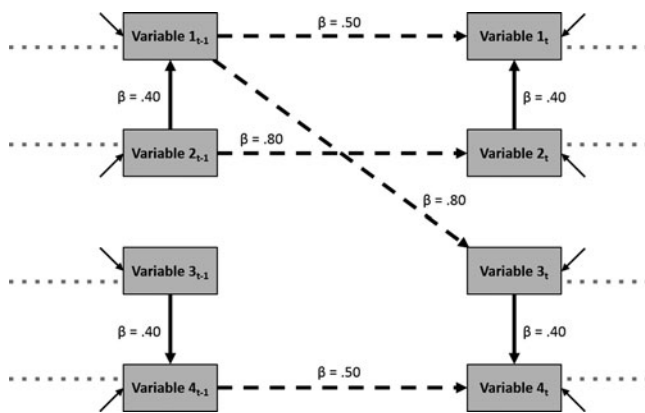 β = .50
Variable 1t-1
Variable 1t
β = .40
β = .40
Variable 2t-1
β = .80
Variable 2t
β = .80
Variable 3t-1
Variable 3t
β = .40
β = .40
β = .50
Variable 4t-1
Variable 4t